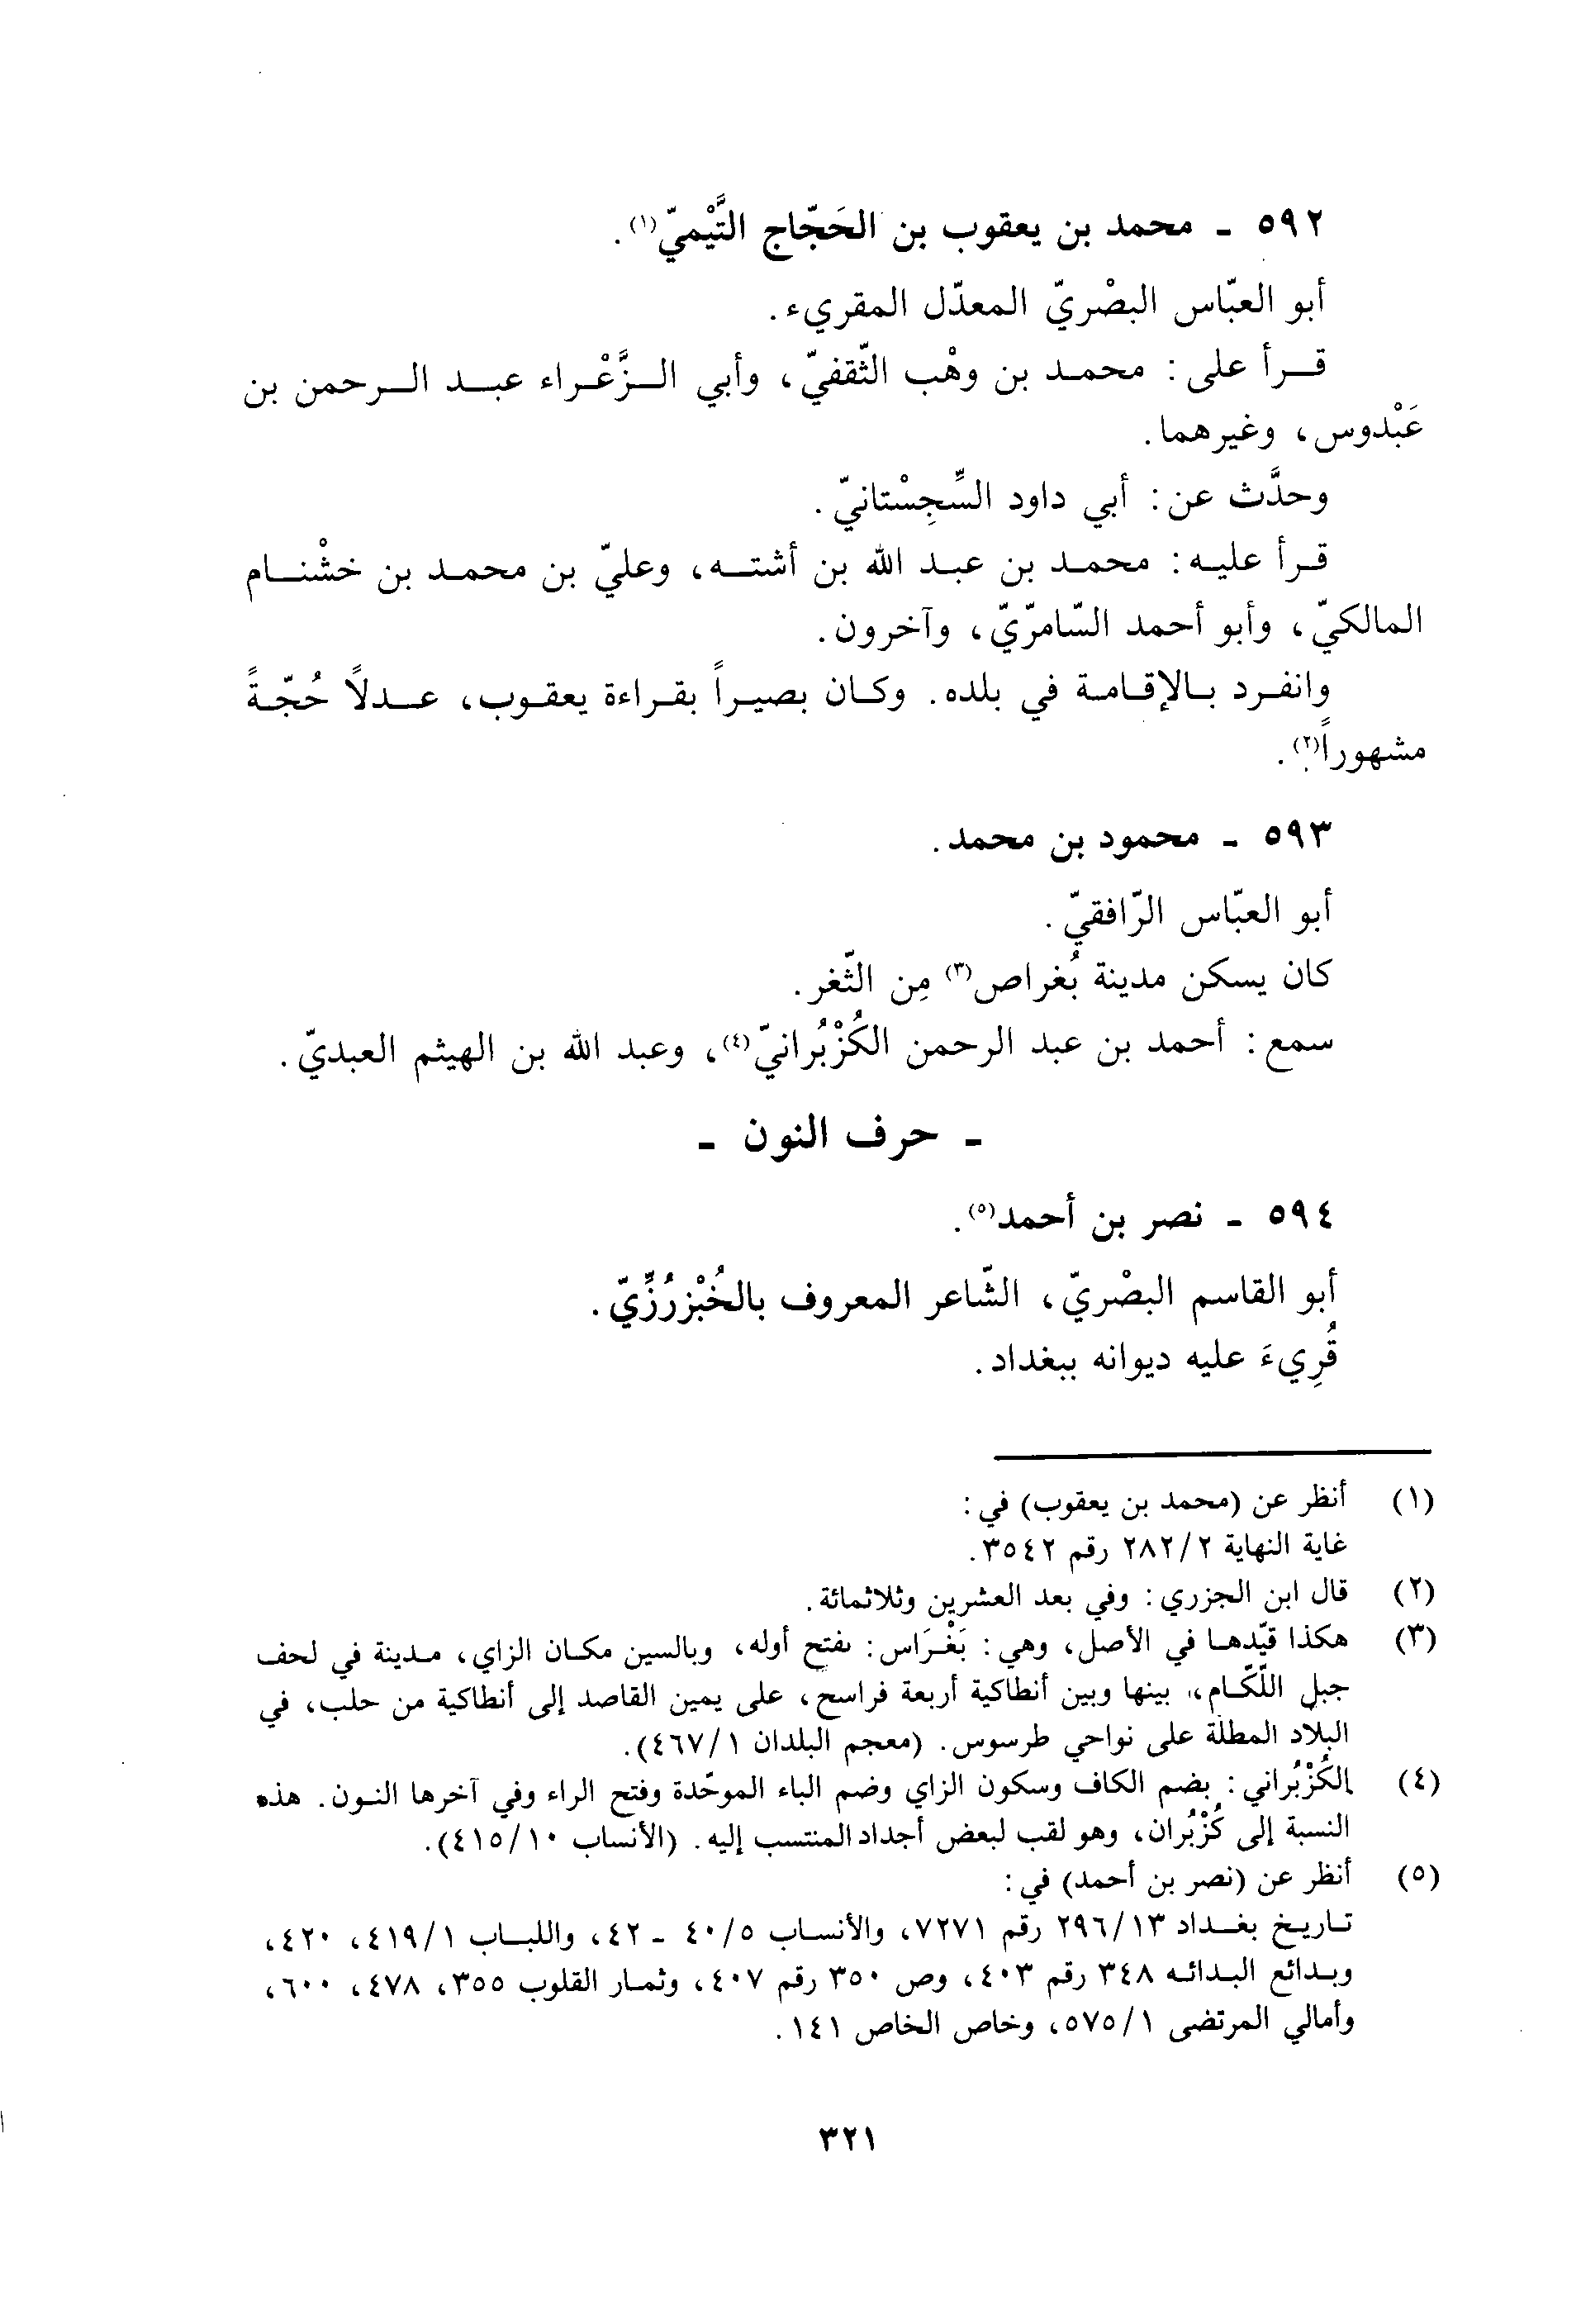 ٥٩٢ - محمد بن يعقوب بن الحَجّاج التَّيْميّ(١).
أبو العبّاس البصْريّ المعدّل المقريء.
قرأ على: محمد بن وهْب الثّقفيّ، وأبي الزَّعْراء عبد الرحمن بن
عَبْدوس، وغيرهما.
وحدَّث عن: أبي داود السِّجِسْتانيّ.
قرأ عليه: محمد بن عبد الله بن أشته، وعليّ بن محمد بن خشْنام
المالكيّ، وأبو أحمد السّامرّيّ، وآخرون.
وانفرد بالإقامة في بلده. وكان بصيراً بقراءة يعقوب، عدلاً حُجّةً
مشهوراً(٢).
٥٩٣ - محمود بن محمد.
أبو العبّاس الرّافقيّ.
كان يسكن مدينة بُغراص(٣) مِن الثّغر.
سمع: أحمد بن عبد الرحمن الكُزْبُرانيّ(٤)، وعبد الله بن الهيثم العبديّ.
- حرف النون -
٥٩٤ - نصر بن أحمد(٥).
أبو القاسم البصْريّ، الشّاعر المعروف بالخُبْزرُزِّيّ.
قُرِيءَ عليه ديوانه ببغداد.
(١) أنظر عن (محمد بن يعقوب) في:
غاية النهاية ٢/٢٨٢ رقم ٣٥٤٢.
(٢) قال ابن الجزري: وفي بعد العشرين وثلاثمائة.
(٣) هكذا قيّدها في الأصل، وهي: بَغْرَاس: بفتح أوله، وبالسين مكان الزاي، مدينة في لحف
جبل اللّكام، بينها وبين أنطاكية أربعة فراسح، على يمين القاصد إلى أنطاكية من حلب، في
البلاد المطلة على نواحي طرسوس. (معجم البلدان ١/٤٦٧).
(٤) الكُزْبُراني: بضم الكاف وسكون الزاي وضم الباء الموحّدة وفتح الراء وفي آخرها النون. هذه
النسبة إلى كُزْبُران، وهو لقب لبعض أجداد المنتسب إليه. (الأنساب ١٠/٤١٥).
(٥) أنظر عن (نصر بن أحمد) في:
تاريخ بغداد ١٣/٢٩٦ رقم ٧٢٧١، والأنساب ٥/٤٠ - ٤٢، واللباب ١/٤١٩، ٤٢٠،
وبدائع البدائه ٣٤٨ رقم ٤٠٣، وص ٣٥٠ رقم ٤٠٧، وثمار القلوب ٣٥٥، ٤٧٨، ٦٠٠،
وأمالي المرتضى ١/٥٧٥، وخاص الخاص ١٤١.
٣٢١